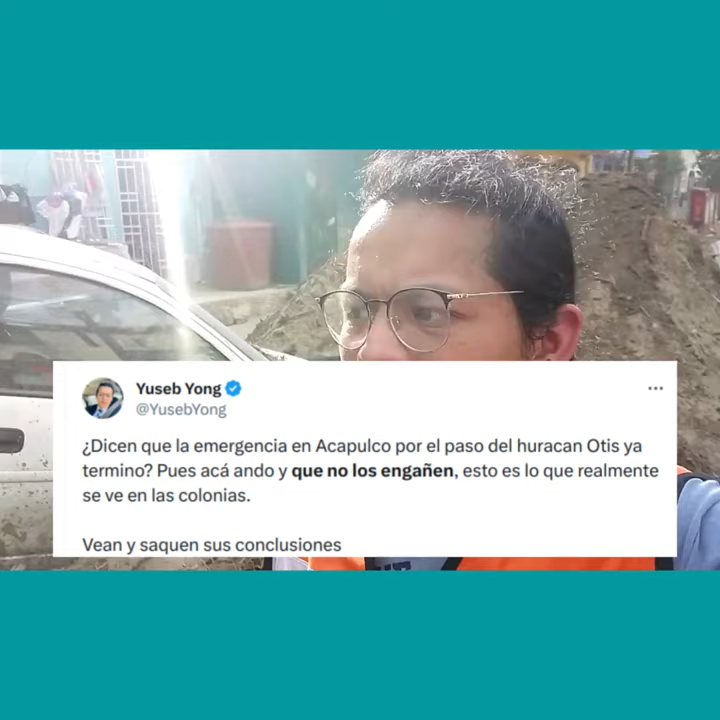 Yuseb Yong
@YusebYong
¿Dicen que la emergencia en Acapulco por el paso del huracan Otis ya
termino? Pues acá ando y que no los engañen, esto es lo que realmente
se ve en las colonias.
Vean y saquen sus conclusiones